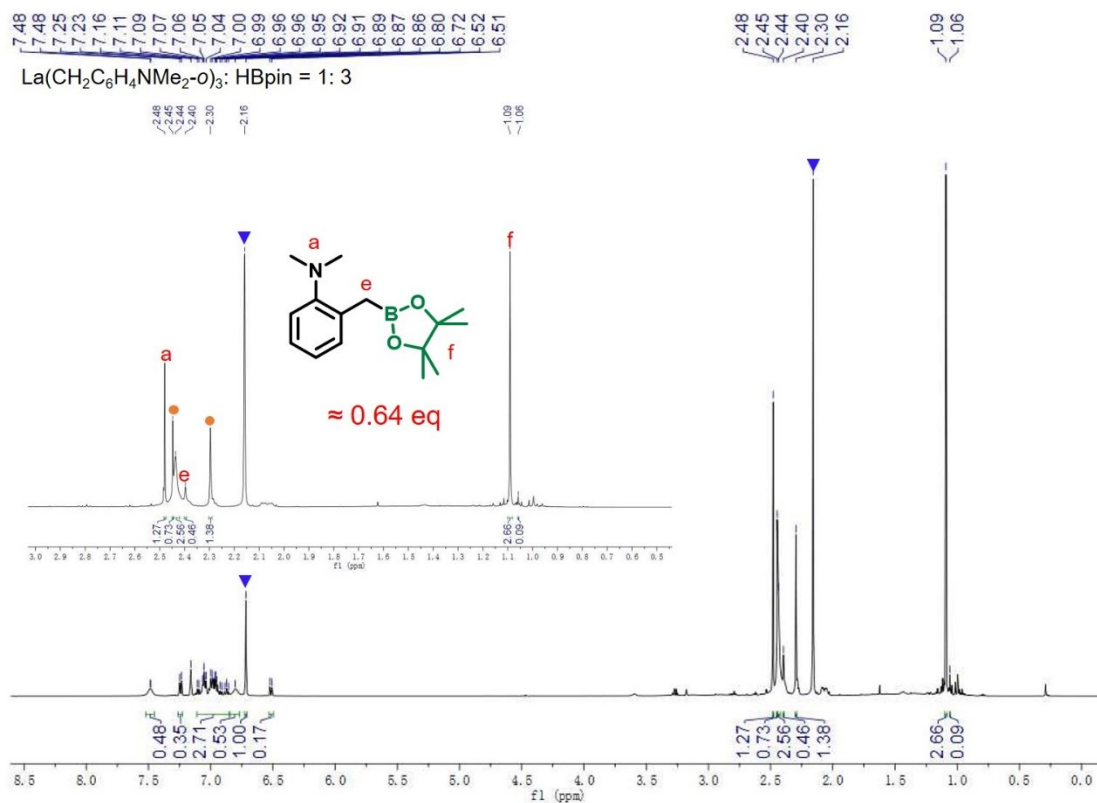 7.48 7.48 7.25 7.23 7.16 7.11 7.09 7.07 7.06 7.05 7.04 7.00 6.99 6.96 6.96 6.95 6.92 6.91 6.89 6.87 6.86 6.80 6.72 6.52 6.51
2.48 2.45 2.44 2.40 2.30 2.16
1.09 1.06
La(CH₂C₆H₄NMe₂-o)₃: HBpin = 1: 3
2.48 2.45 2.44 2.40 2.30 2.16 1.09 1.06
a
N
e
O
B
O
f
≈ 0.64 eq
a
e
f
1.27 0.73 2.56 0.46 1.38 2.66 0.09
3.0 2.9 2.8 2.7 2.6 2.5 2.4 2.3 2.2 2.1 2.0 1.9 1.8 1.7 1.6 1.5 1.4 1.3 1.2 1.1 1.0 0.9 0.8 0.7 0.6 0.5
f1 (ppm)
0.48 0.35 2.71 0.53 1.00 0.17 1.27 0.73 2.56 0.46 1.38 2.66 0.09
8.5 8.0 7.5 7.0 6.5 6.0 5.5 5.0 4.5 4.0 3.5 3.0 2.5 2.0 1.5 1.0 0.5 0.0
f1 (ppm)